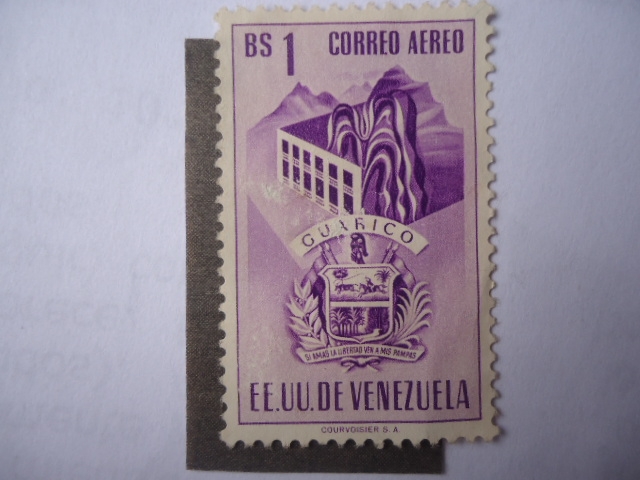 BS 1 CORREO AEREO
GUARICO
SI AMAS LA LIBERTAD VEN A MIS PAMPAS
EE.UU. DE VENEZUELA
COURVOISIER S. A.